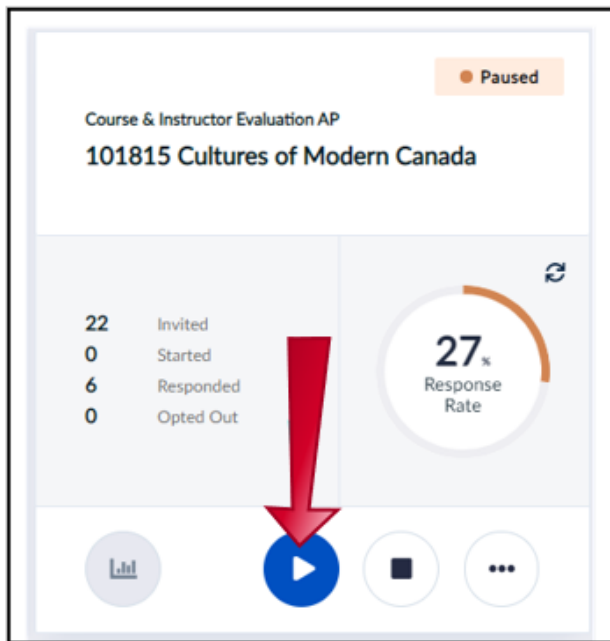 Paused
Course & Instructor Evaluation AP
101815 Cultures of Modern Canada
22 Invited
0 Started
6 Responded
0 Opted Out
27%
Response
Rate